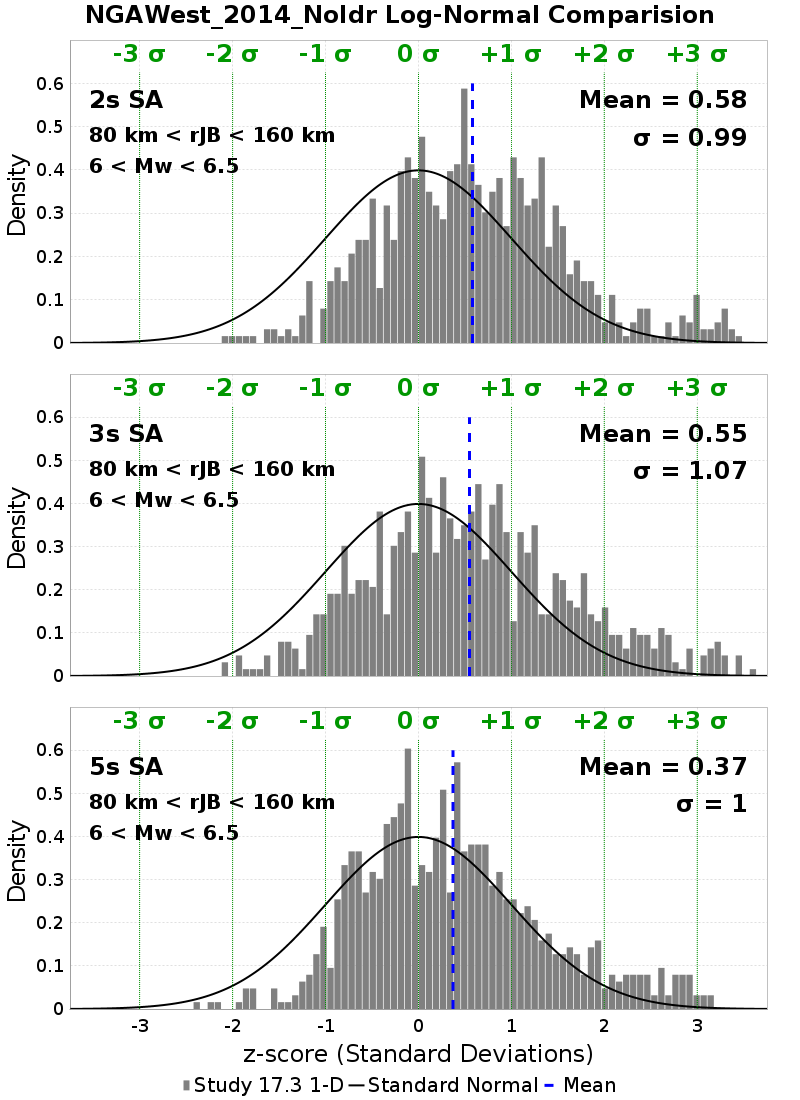 NGAWest_2014_NoIdr Log-Normal Comparision
-3 σ -2 σ -1 σ 0 σ +1 σ +2 σ +3 σ
2s SA
80 km < rJB < 160 km
6 < Mw < 6.5
Mean = 0.58
σ = 0.99
Density
0.6
0.5
0.4
0.3
0.2
0.1
0
-3 σ -2 σ -1 σ 0 σ +1 σ +2 σ +3 σ
3s SA
80 km < rJB < 160 km
6 < Mw < 6.5
Mean = 0.55
σ = 1.07
Density
0.6
0.5
0.4
0.3
0.2
0.1
0
-3 σ -2 σ -1 σ 0 σ +1 σ +2 σ +3 σ
5s SA
80 km < rJB < 160 km
6 < Mw < 6.5
Mean = 0.37
σ = 1
Density
0.6
0.5
0.4
0.3
0.2
0.1
0
-3 -2 -1 0 1 2 3
z-score (Standard Deviations)
Study 17.3 1-D Standard Normal Mean